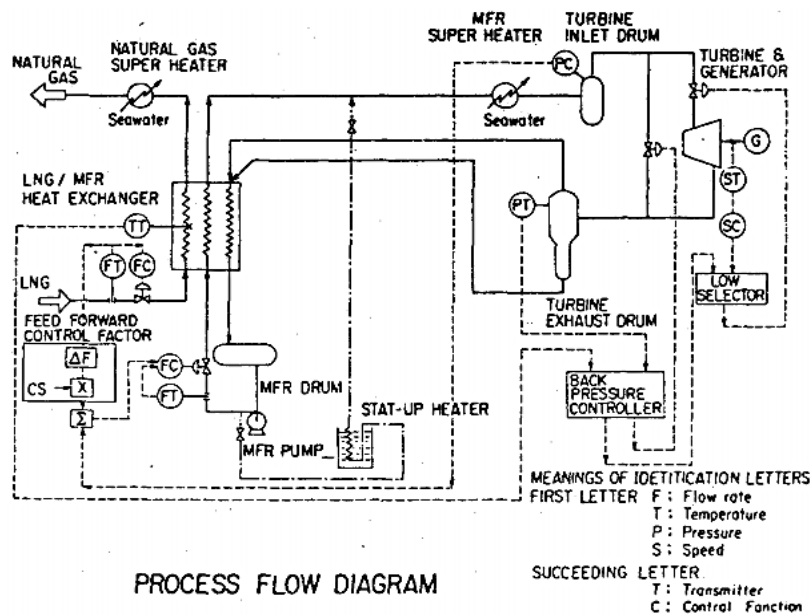 MFR
SUPER HEATER
TURBINE
INLET DRUM
TURBINE &
GENERATOR
NATURAL
GAS
NATURAL GAS
SUPER HEATER
PC
Seawater
Seawater
G
ST
SC
LNG / MFR
HEAT EXCHANGER
TT
PT
FT
FC
LNG
LOW
SELECTOR
TURBINE
EXHAUST DRUM
FEED FORWARD
CONTROL FACTOR
ΔF
CS
X
Σ
FC
FT
MFR DRUM
MFR PUMP
STAT-UP HEATER
BACK
PRESSURE
CONTROLLER
MEANINGS OF IDETITICATION LETTERS
FIRST LETTER F : Flow rate
T : Temperature
P : Pressure
S : Speed
SUCCEEDING LETTER
T : Transmitter
C : Control Fanction
PROCESS FLOW DIAGRAM